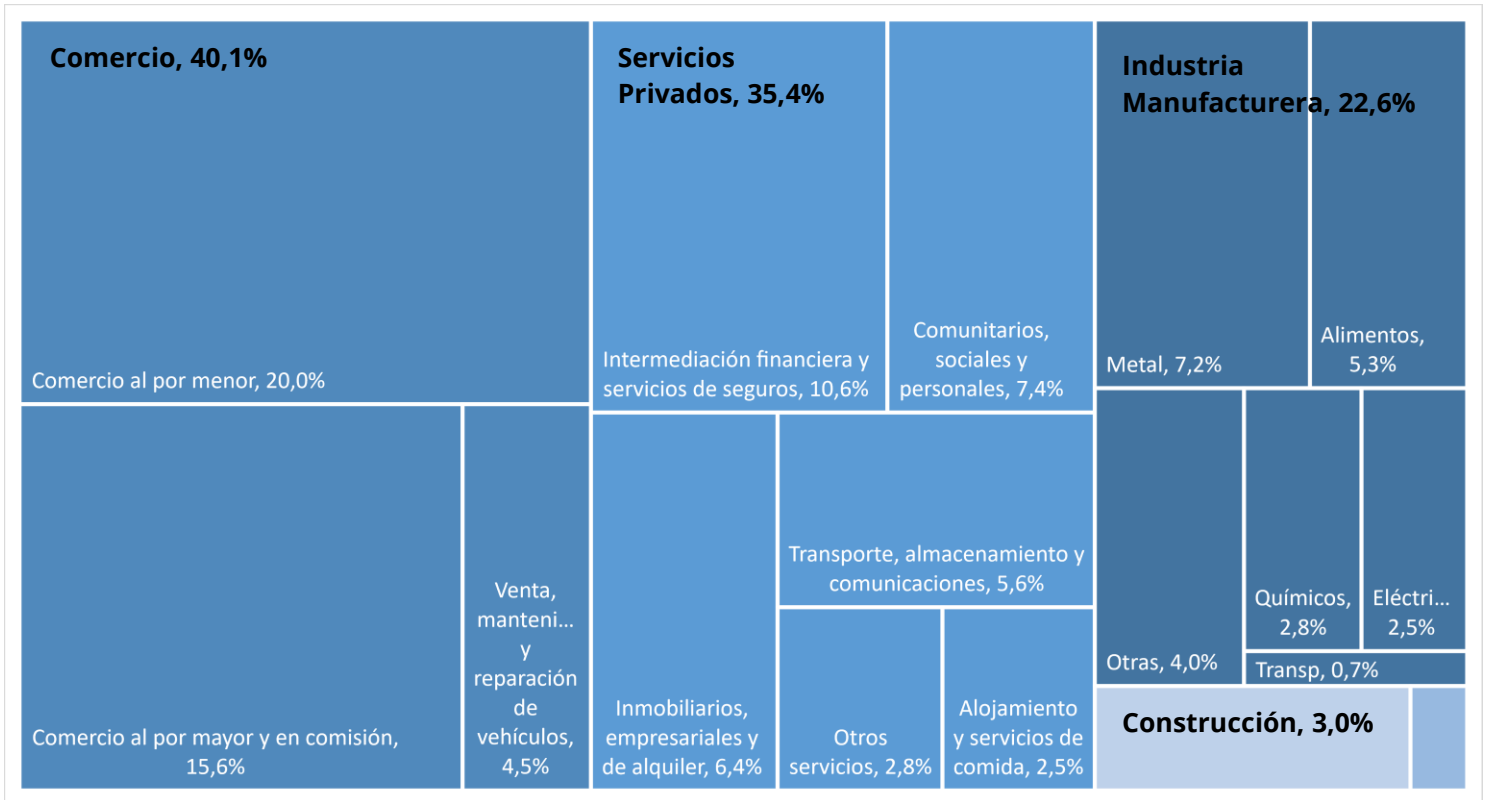 Comercio, 40,1%
Comercio al por menor, 20,0%
Comercio al por mayor y en comisión,
15,6%
Venta,
manteni...
y
reparación
de
vehículos,
4,5%
Servicios
Privados, 35,4%
Intermediación financiera y
servicios de seguros, 10,6%
Comunitarios,
sociales y
personales, 7,4%
Inmobiliarios,
empresariales y
de alquiler, 6,4%
Transporte, almacenamiento y
comunicaciones, 5,6%
Otros
servicios, 2,8%
Alojamiento
y servicios de
comida, 2,5%
Industria
Manufacturera, 22,6%
Metal, 7,2%
Alimentos,
5,3%
Otras, 4,0%
Químicos,
2,8%
Eléctri...
2,5%
Transp, 0,7%
Construcción, 3,0%